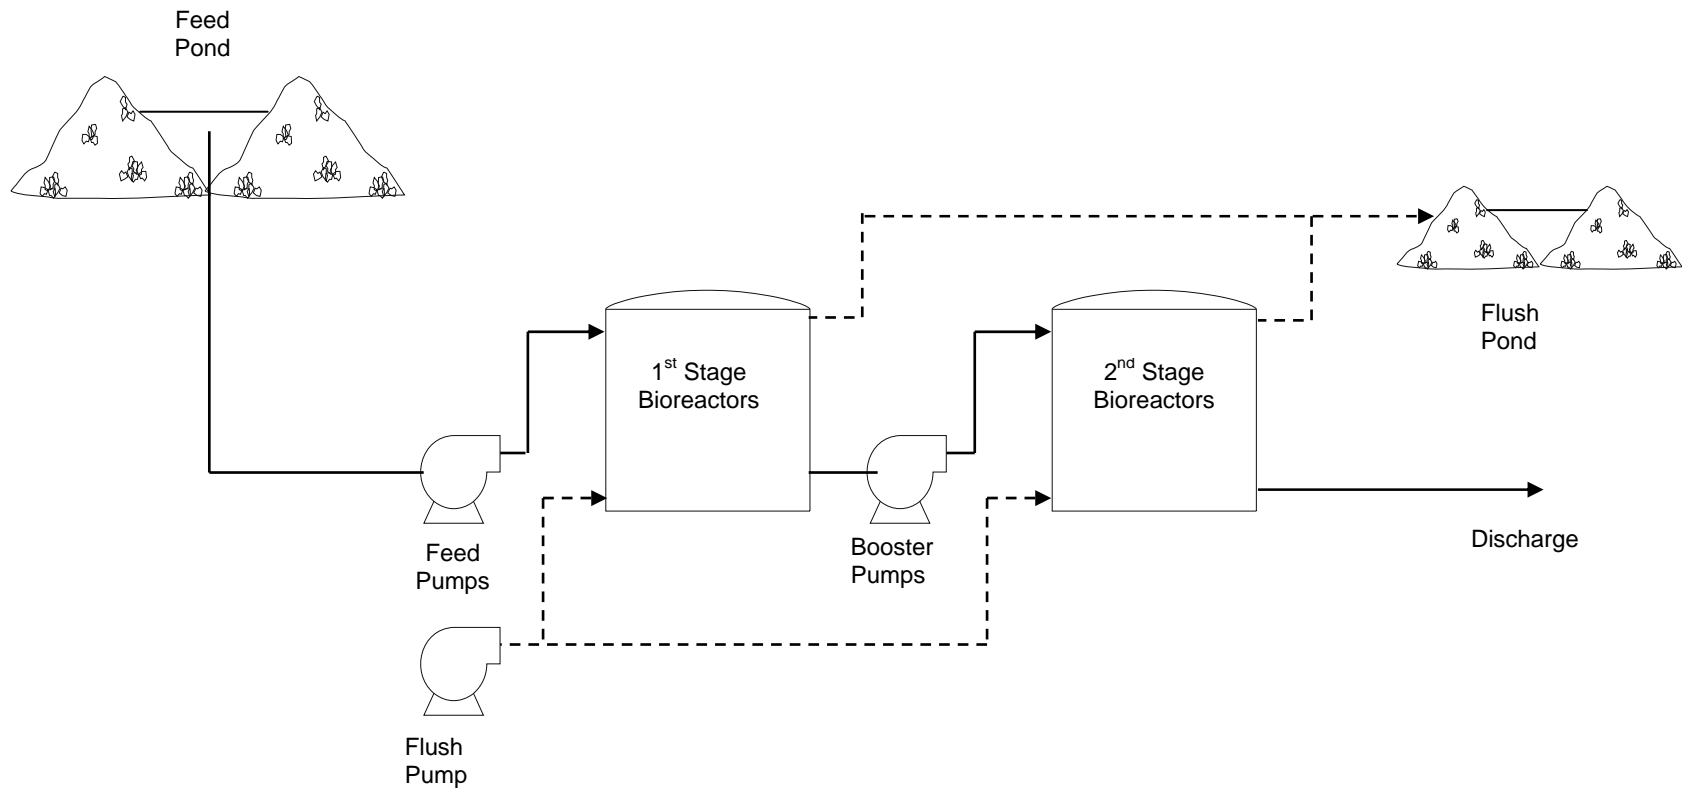 Feed
Pond
Flush
Pond
1st Stage
Bioreactors
2nd Stage
Bioreactors
Feed
Pumps
Booster
Pumps
Discharge
Flush
Pump